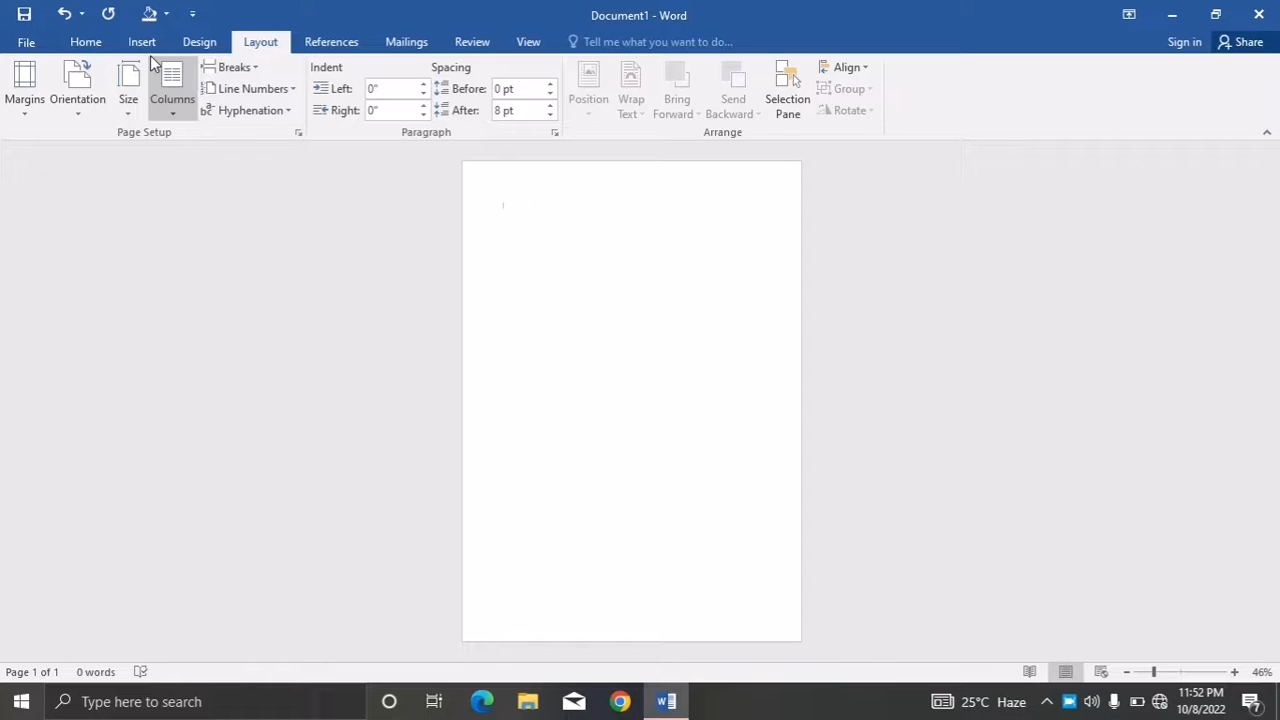 Document1 - Word
File Home Insert Design Layout References Mailings Review View Tell me what you want to do... Sign in Share
Margins Orientation Size Columns
Breaks
Line Numbers
Hyphenation
Page Setup
Indent
Left: 0"
Right: 0"
Spacing
Before: 0 pt
After: 8 pt
Paragraph
Position
Wrap Text
Bring Forward
Send Backward
Selection Pane
Align
Group
Rotate
Arrange
Page 1 of 1 0 words 46%
Type here to search
25°C Haze
11:52 PM
10/8/2022
7